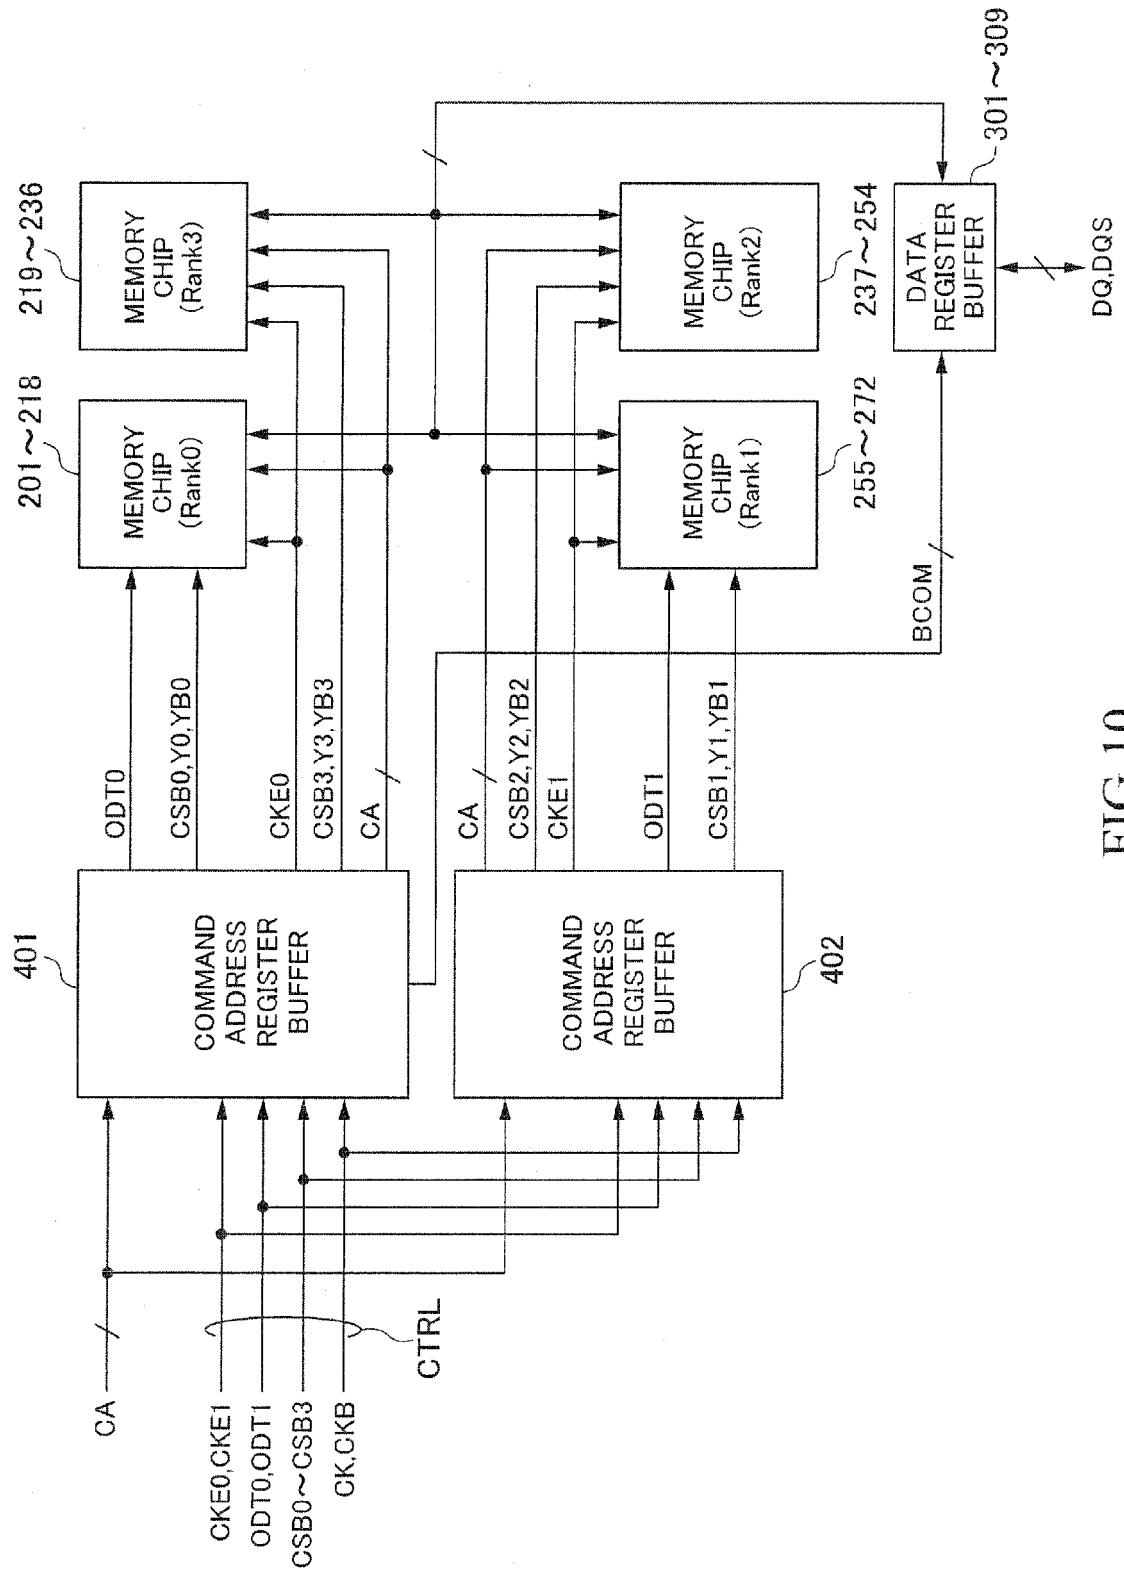 CA
CKE0,CKE1
ODT0,ODT1
CSB0～CSB3
CK,CKB
CTRL
401
COMMAND
ADDRESS
REGISTER
BUFFER
402
COMMAND
ADDRESS
REGISTER
BUFFER
ODT0
CSB0,Y0,YB0
CKE0
CSB3,Y3,YB3
CA
CA
CSB2,Y2,YB2
CKE1
ODT1
CSB1,Y1,YB1
BCOM
201～218
MEMORY
CHIP
(Rank0)
219～236
MEMORY
CHIP
(Rank3)
MEMORY
CHIP
(Rank1)
255～272
MEMORY
CHIP
(Rank2)
237～254
DATA
REGISTER
BUFFER
301～309
DQ,DQS
FIG.10